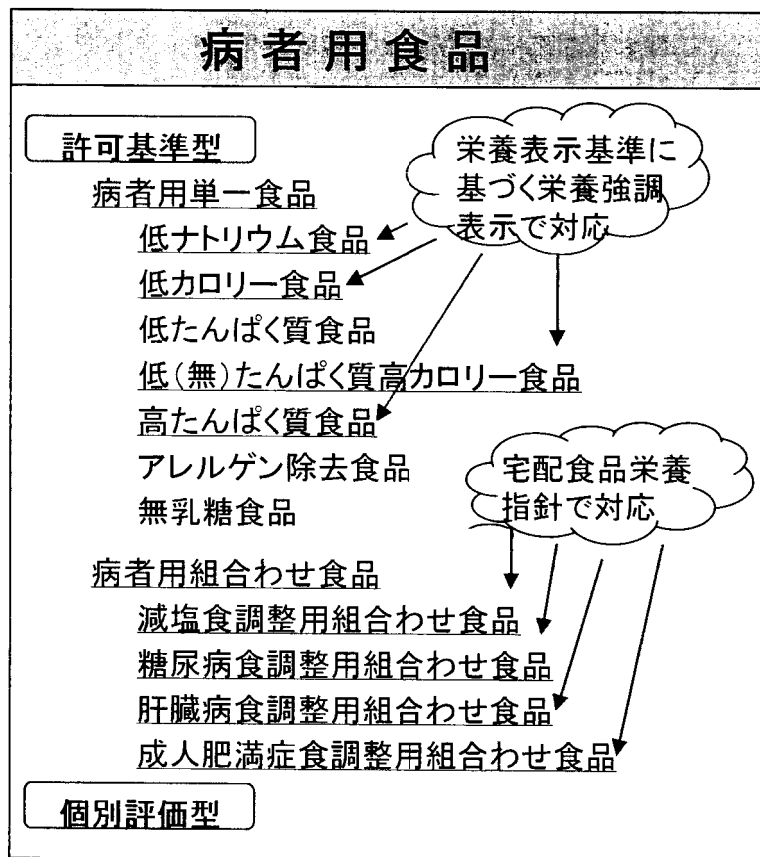 病者用食品
許可基準型
栄養表示基準に
基づく栄養強調
表示で対応
病者用単一食品
低ナトリウム食品
低カロリー食品
低たんぱく質食品
低(無)たんぱく質高カロリー食品
高たんぱく質食品
アレルゲン除去食品
無乳糖食品
宅配食品栄養
指針で対応
病者用組合わせ食品
減塩食調整用組合わせ食品
糖尿病食調整用組合わせ食品
肝臓病食調整用組合わせ食品
成人肥満症食調整用組合わせ食品
個別評価型